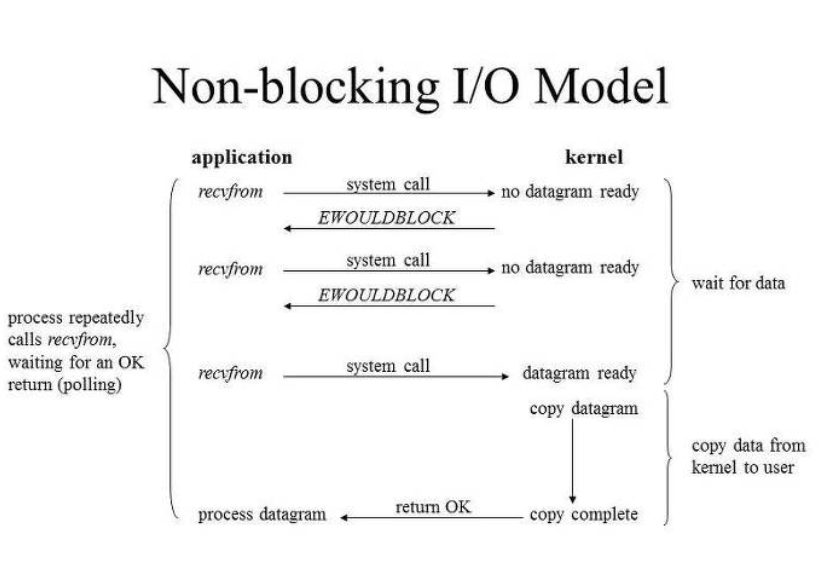 Non-blocking I/O Model
application
kernel
recvfrom
system call
no datagram ready
EWOULDBLOCK
recvfrom
system call
no datagram ready
EWOULDBLOCK
wait for data
process repeatedly
calls recvfrom,
waiting for an OK
return (polling)
recvfrom
system call
datagram ready
copy datagram
copy data from
kernel to user
process datagram
return OK
copy complete